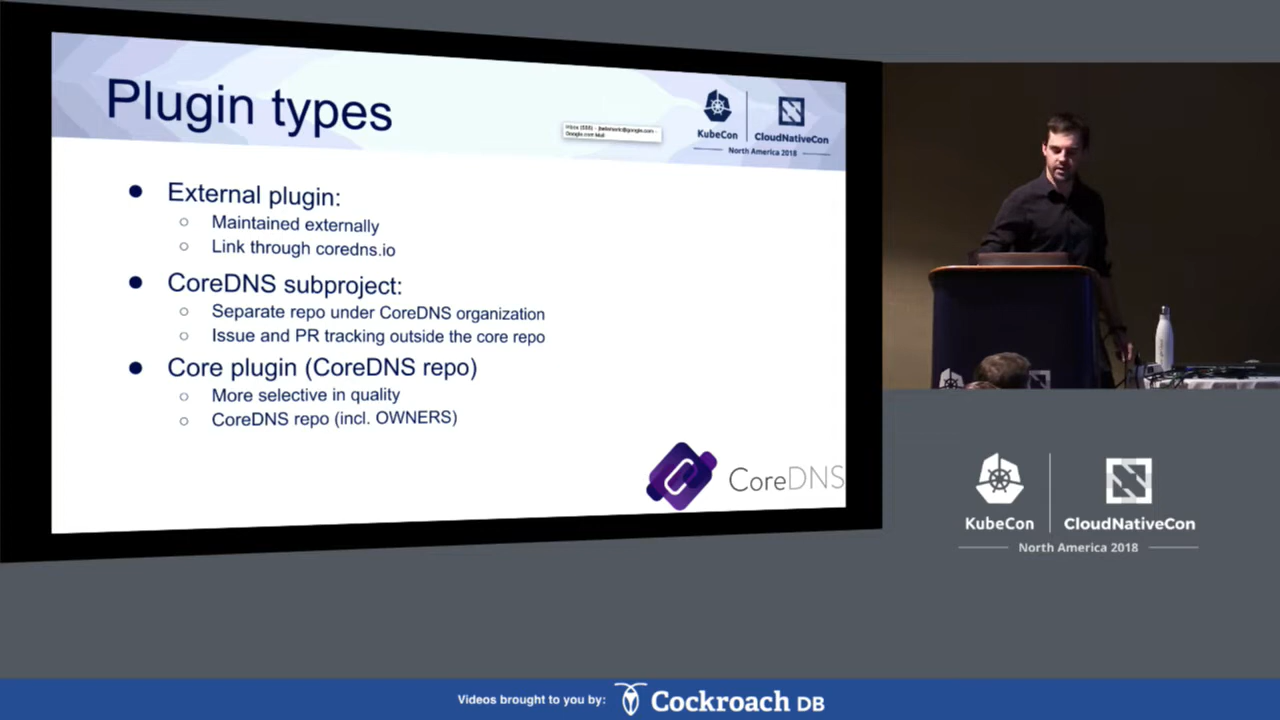 Plugin types
KubeCon
CloudNativeCon
North America 2018
External plugin:
Maintained externally
Link through coredns.io
CoreDNS subproject:
Separate repo under CoreDNS organization
Issue and PR tracking outside the core repo
Core plugin (CoreDNS repo)
More selective in quality
CoreDNS repo (incl. OWNERS)
CoreDNS
KubeCon
CloudNativeCon
North America 2018
Videos brought to you by:
Cockroach DB